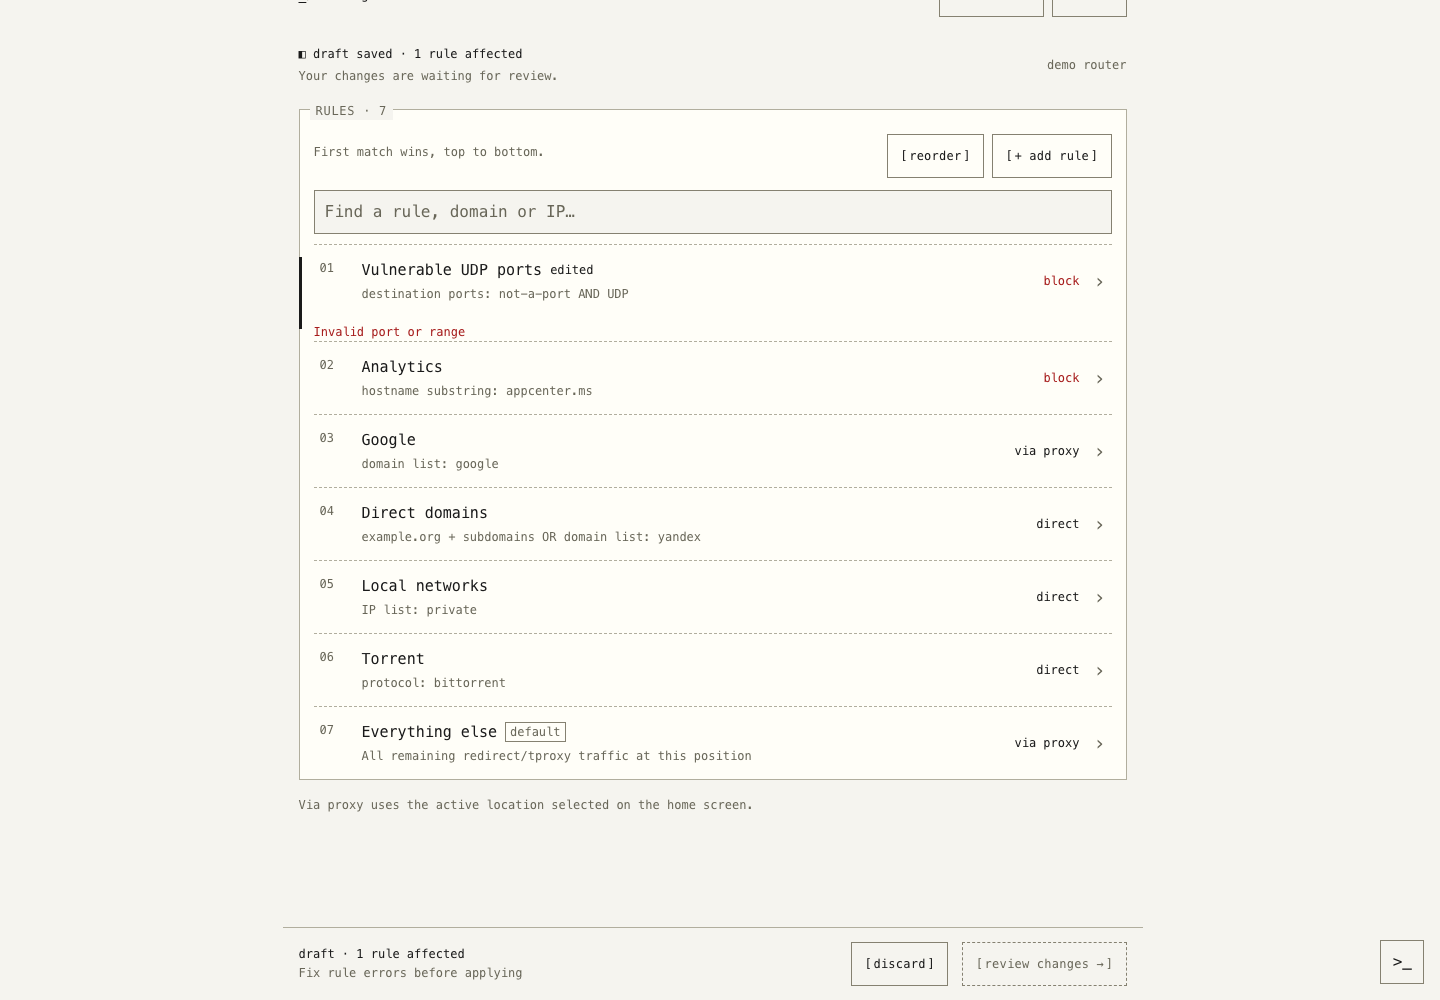 ◧ draft saved · 1 rule affected
Your changes are waiting for review.
demo router
RULES · 7
First match wins, top to bottom.
[reorder]
[+ add rule]
Find a rule, domain or IP…
01
Vulnerable UDP ports edited
destination ports: not-a-port AND UDP
block ›
Invalid port or range
02
Analytics
hostname substring: appcenter.ms
block ›
03
Google
domain list: google
via proxy ›
04
Direct domains
example.org + subdomains OR domain list: yandex
direct ›
05
Local networks
IP list: private
direct ›
06
Torrent
protocol: bittorrent
direct ›
07
Everything else default
All remaining redirect/tproxy traffic at this position
via proxy ›
Via proxy uses the active location selected on the home screen.
draft · 1 rule affected
Fix rule errors before applying
[discard]
[review changes →]
>_